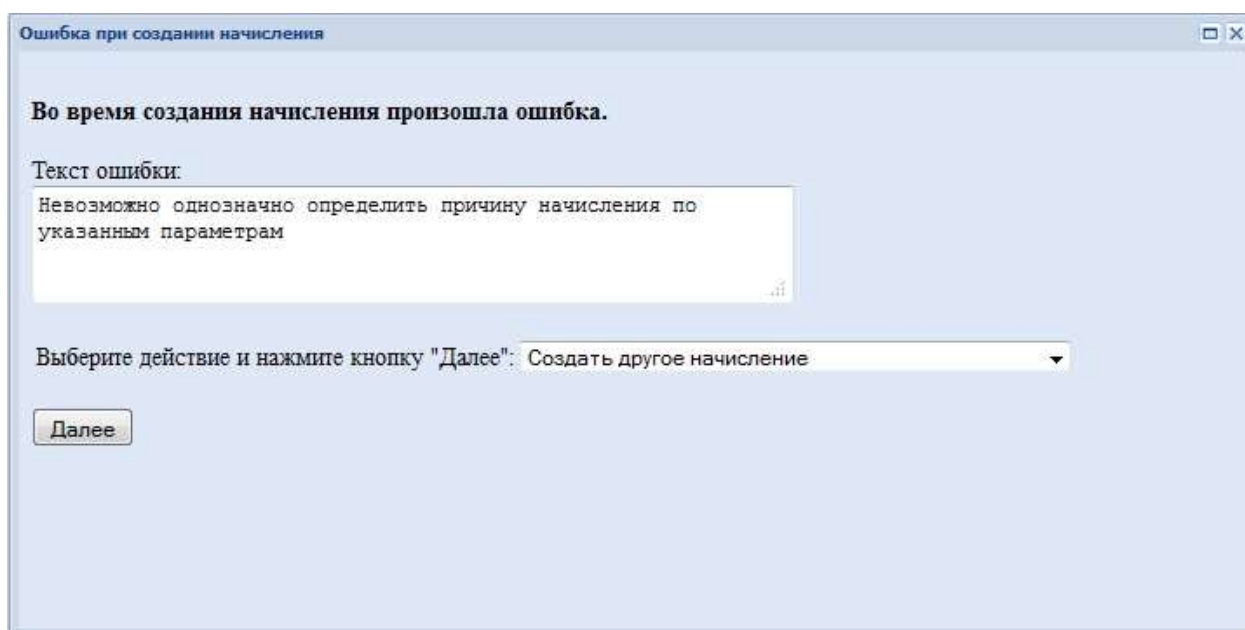 Ошибка при создании начисления
Во время создания начисления произошла ошибка.
Текст ошибки:
Невозможно однозначно определить причину начисления по
указанным параметрам
Выберите действие и нажмите кнопку "Далее": Создать другое начисление
Далее